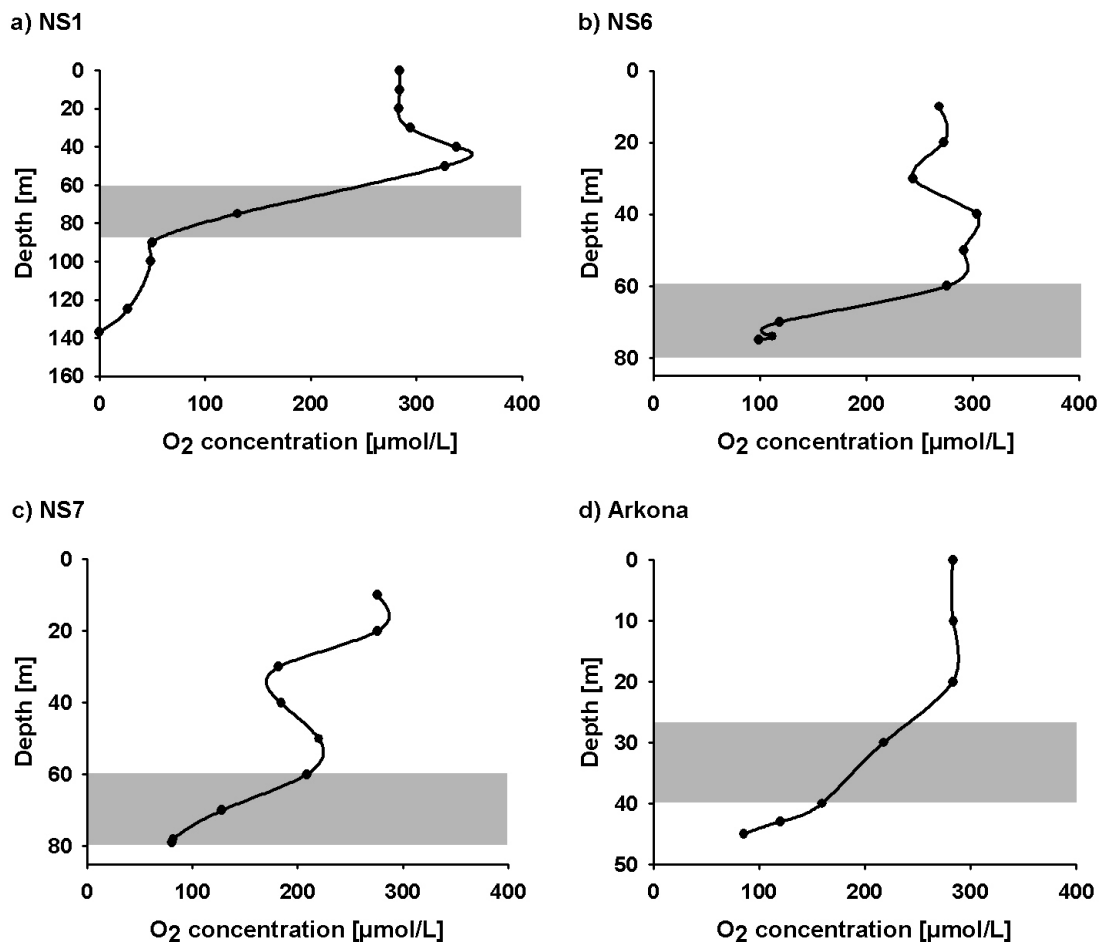 a) NS1
0
20
40
60
80
100
120
140
160
Depth [m]
0 100 200 300 400
O2 concentration [µmol/L]
b) NS6
0
20
40
60
80
Depth [m]
0 100 200 300 400
O2 concentration [µmol/L]
c) NS7
0
20
40
60
80
Depth [m]
0 100 200 300 400
O2 concentration [µmol/L]
d) Arkona
0
10
20
30
40
50
Depth [m]
0 100 200 300 400
O2 concentration [µmol/L]